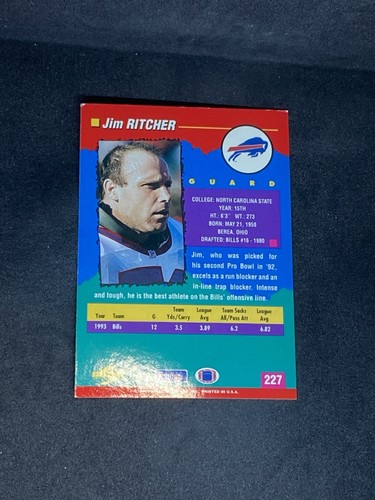 Jim RITCHER
GUARD
COLLEGE: NORTH CAROLINA STATE
YEAR: 15TH
HT.: 6'3" WT.: 273
BORN: MAY 21, 1958
BEREA, OHIO
DRAFTED: BILLS #16 - 1980
Jim, who was picked for
his second Pro Bowl in '92,
excels as a run blocker and an
in-line trap blocker. Intense
and tough, he is the best athlete on the Bills' offensive line.
Year Team G Team Yds/Carry League Avg Team Sacks All/Pass Att League Avg
1993 Bills 12 3.5 3.89 6.2 6.82
227
PRINTED IN U.S.A.